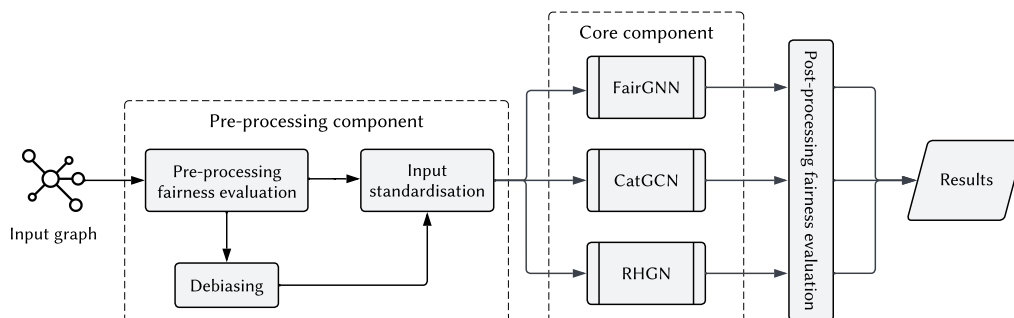 Core component
FairGNN
Pre-processing component
Pre-processing
fairness evaluation
Input
standardisation
CatGCN
Post-processing fairness evaluation
Results
Input graph
Debiasing
RHGN